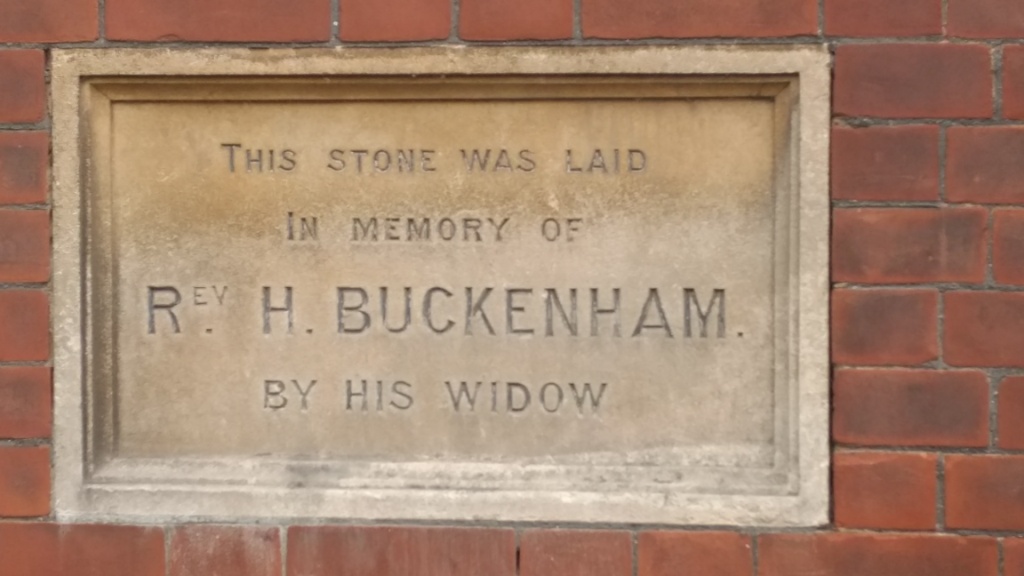 THIS STONE WAS LAID
IN MEMORY OF
REV. H. BUCKENHAM.
BY HIS WIDOW